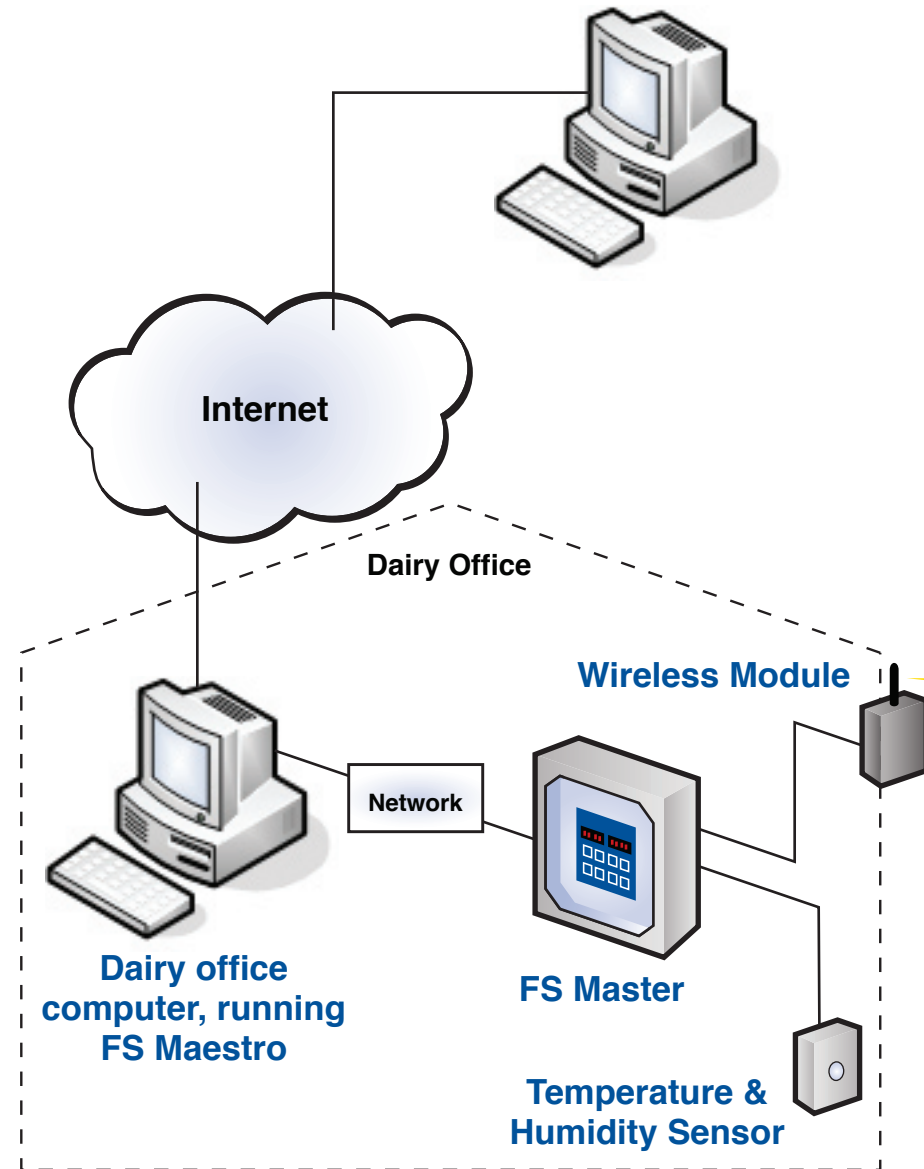 Internet
Dairy Office
Wireless Module
Network
Dairy office
computer, running
FS Maestro
FS Master
Temperature &
Humidity Sensor